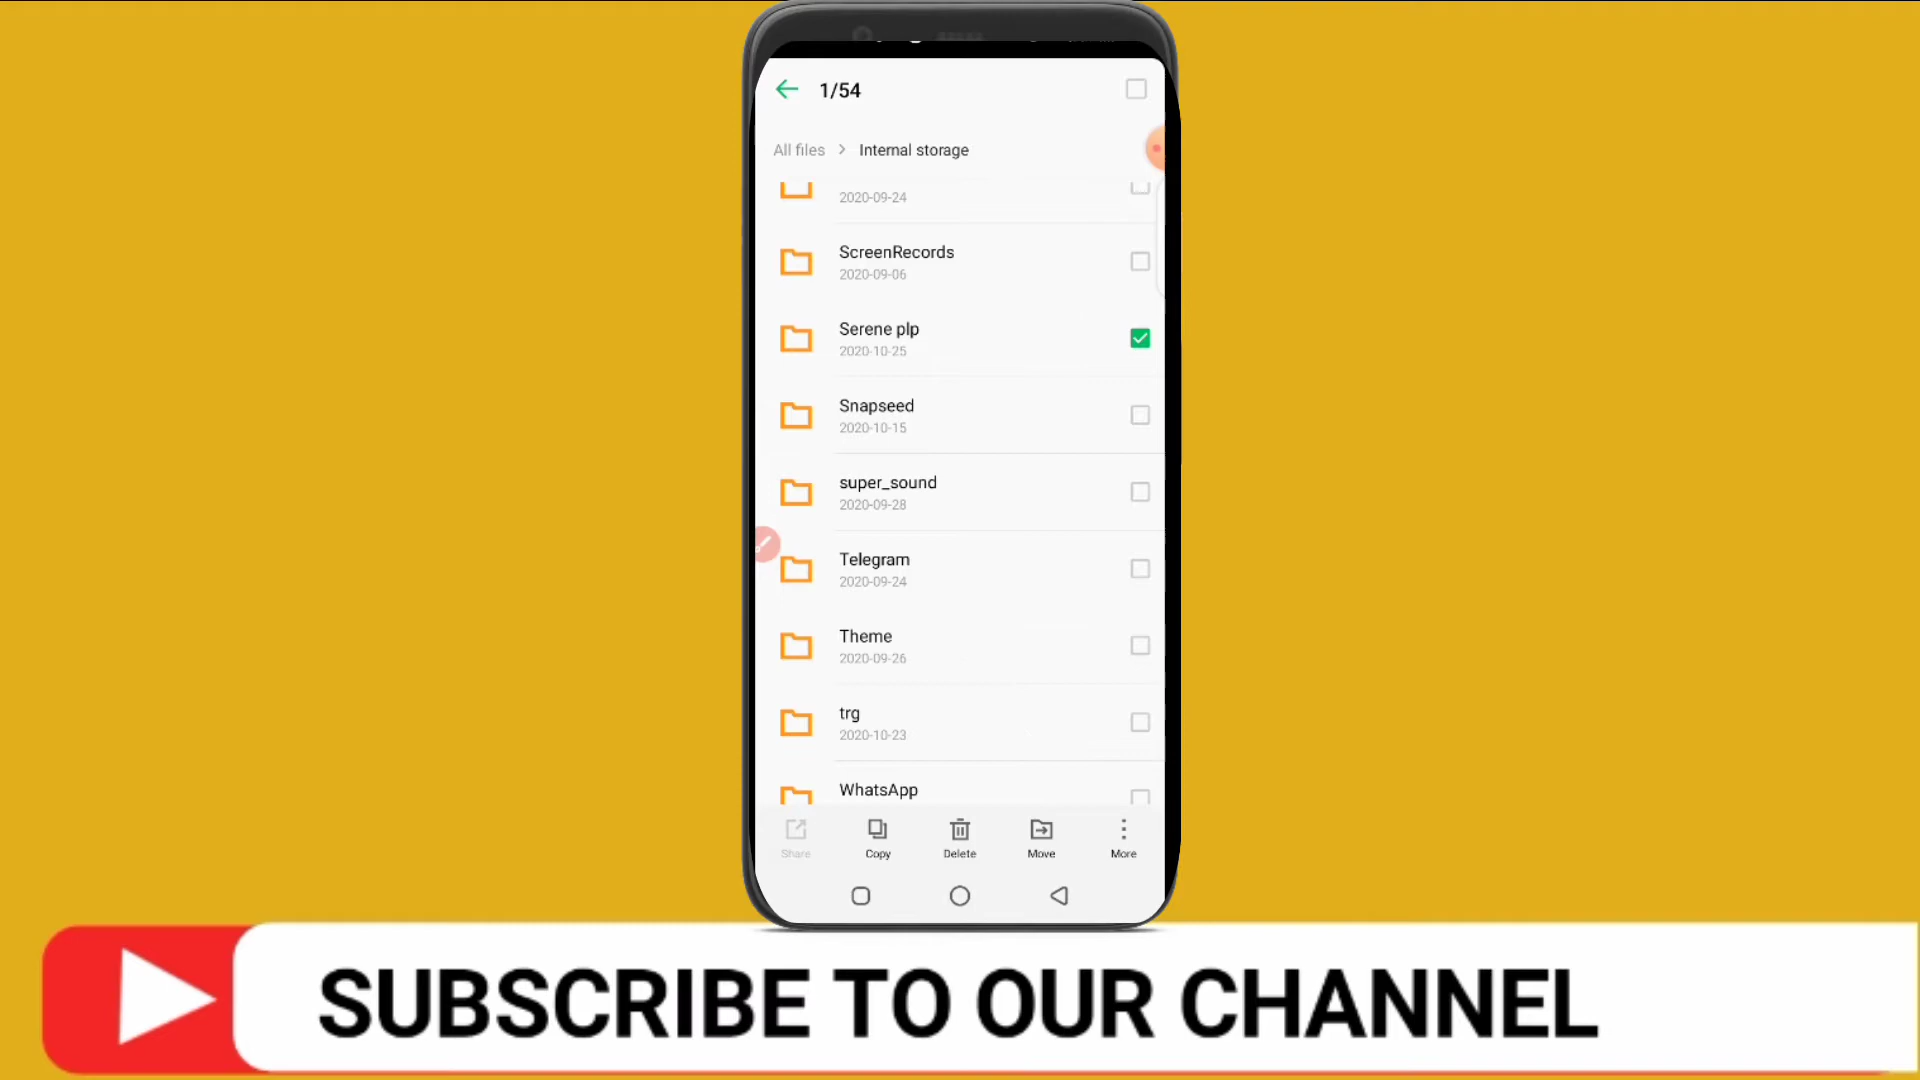 1/54
All files > Internal storage
2020-09-24
ScreenRecords
2020-09-06
Serene plp
2020-10-25
Snapseed
2020-10-15
super_sound
2020-09-28
Telegram
2020-09-24
Theme
2020-09-26
trg
2020-10-23
WhatsApp
Share Copy Delete Move More
SUBSCRIBE TO OUR CHANNEL